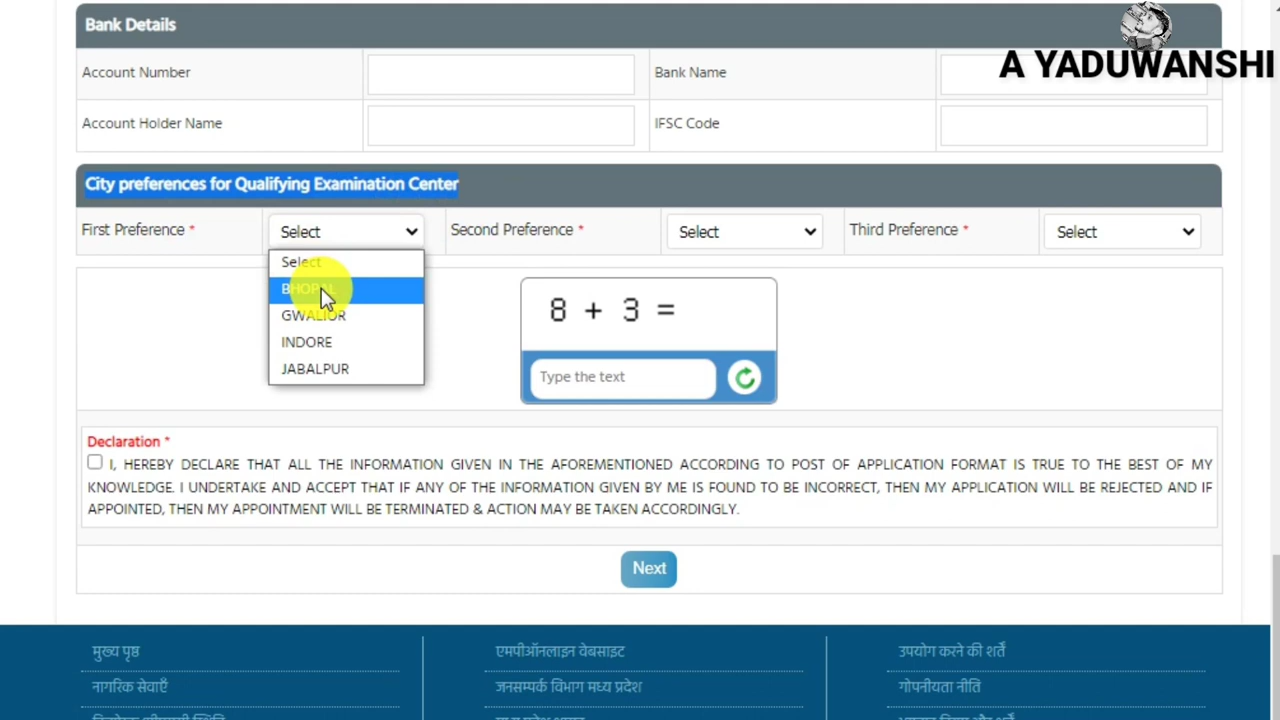 Bank Details
A YADUWANSHI
Account Number
Bank Name
Account Holder Name
IFSC Code
City preferences for Qualifying Examination Center
First Preference * Select Second Preference * Select Third Preference * Select
Select
BHOPAL
GWALIOR
INDORE
JABALPUR
8 + 3 =
Type the text
Declaration *
I, HEREBY DECLARE THAT ALL THE INFORMATION GIVEN IN THE AFOREMENTIONED ACCORDING TO POST OF APPLICATION FORMAT IS TRUE TO THE BEST OF MY
KNOWLEDGE. I UNDERTAKE AND ACCEPT THAT IF ANY OF THE INFORMATION GIVEN BY ME IS FOUND TO BE INCORRECT, THEN MY APPLICATION WILL BE REJECTED AND IF
APPOINTED, THEN MY APPOINTMENT WILL BE TERMINATED & ACTION MAY BE TAKEN ACCORDINGLY.
Next
मुख्य पृष्ठ
एमपीऑनलाइन वेबसाइट
उपयोग करने की शर्तें
नागरिक सेवाएँ
जनसम्पर्क विभाग मध्य प्रदेश
गोपनीयता नीति